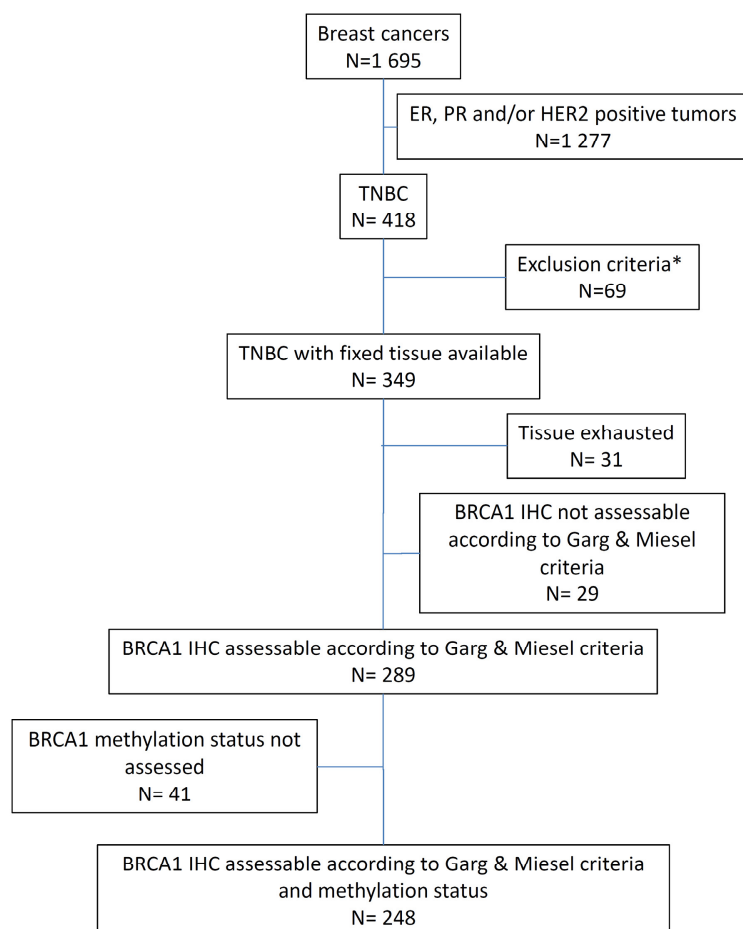 Breast cancers
N=1 695
ER, PR and/or HER2 positive tumors
N=1 277
TNBC
N= 418
Exclusion criteria*
N=69
TNBC with fixed tissue available
N= 349
Tissue exhausted
N= 31
BRCA1 IHC not assessable
according to Garg & Miesel
criteria
N= 29
BRCA1 IHC assessable according to Garg & Miesel criteria
N= 289
BRCA1 methylation status not
assessed
N= 41
BRCA1 IHC assessable according to Garg & Miesel criteria
and methylation status
N= 248